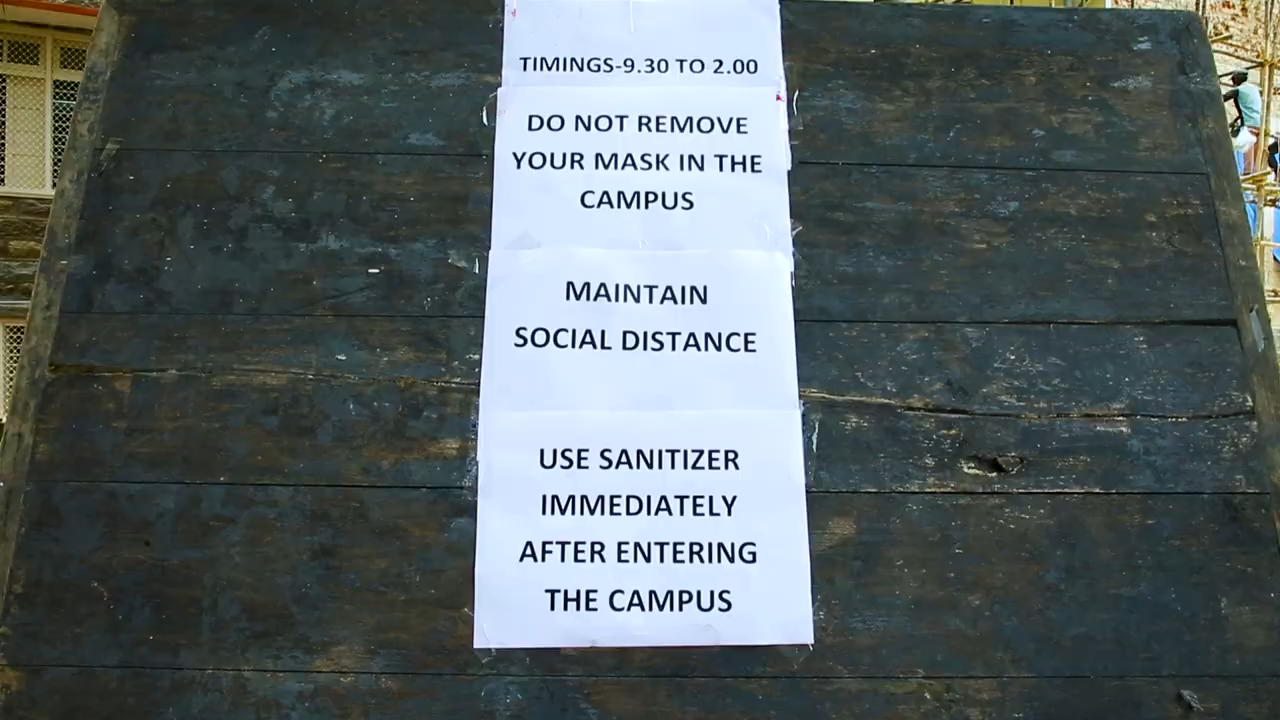 TIMINGS-9.30 TO 2.00
DO NOT REMOVE
YOUR MASK IN THE
CAMPUS
MAINTAIN
SOCIAL DISTANCE
USE SANITIZER
IMMEDIATELY
AFTER ENTERING
THE CAMPUS